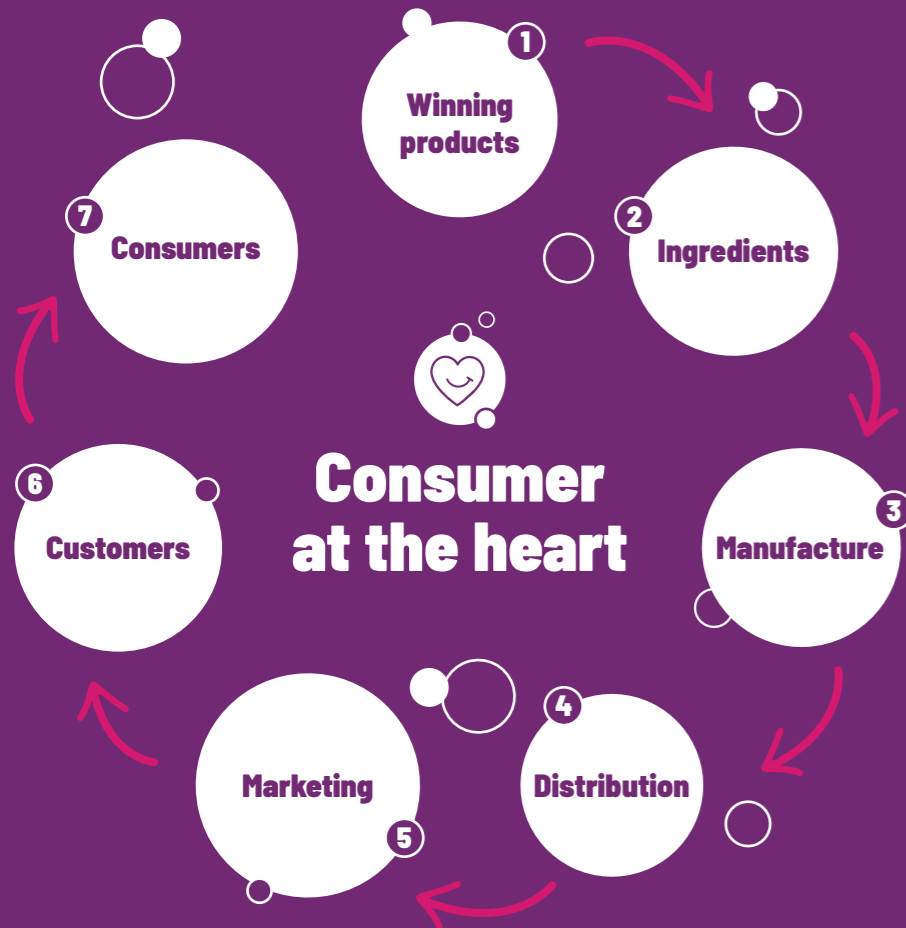 1
Winning
products
2
Ingredients
3
Manufacture
4
Distribution
5
Marketing
6
Customers
7
Consumers
Consumer
at the heart